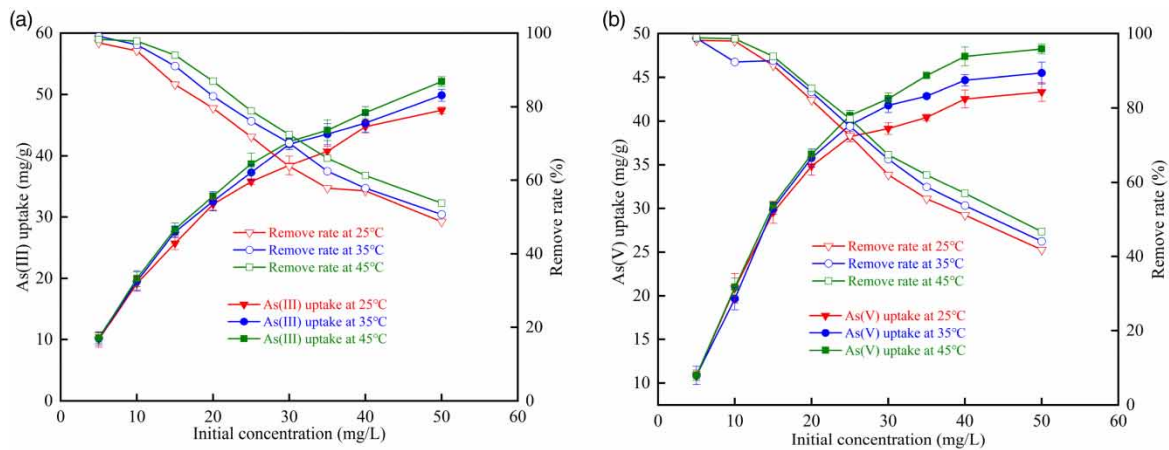 (a)
60
50
40
30
20
10
0
As(III) uptake (mg/g)
100
80
60
40
20
0
Remove rate (%)
Remove rate at 25℃
Remove rate at 35℃
Remove rate at 45℃
As(III) uptake at 25℃
As(III) uptake at 35℃
As(III) uptake at 45℃
0 10 20 30 40 50 60
Initial concentration (mg/L)
(b)
50
45
40
35
30
25
20
15
10
As(V) uptake (mg/g)
100
80
60
40
20
0
Remove rate (%)
Remove rate at 25℃
Remove rate at 35℃
Remove rate at 45℃
As(V) uptake at 25℃
As(V) uptake at 35℃
As(V) uptake at 45℃
0 10 20 30 40 50 60
Initial concentration (mg/L)